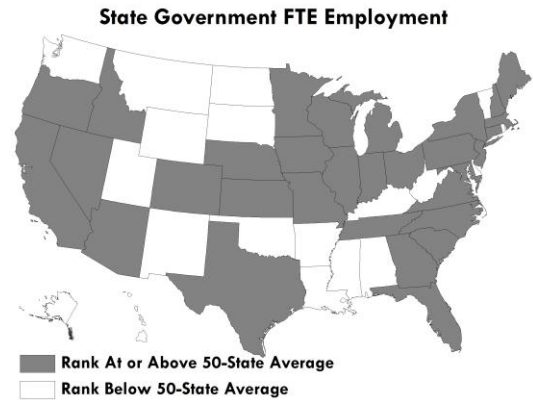 State Government FTE Employment
Rank At or Above 50-State Average
Rank Below 50-State Average